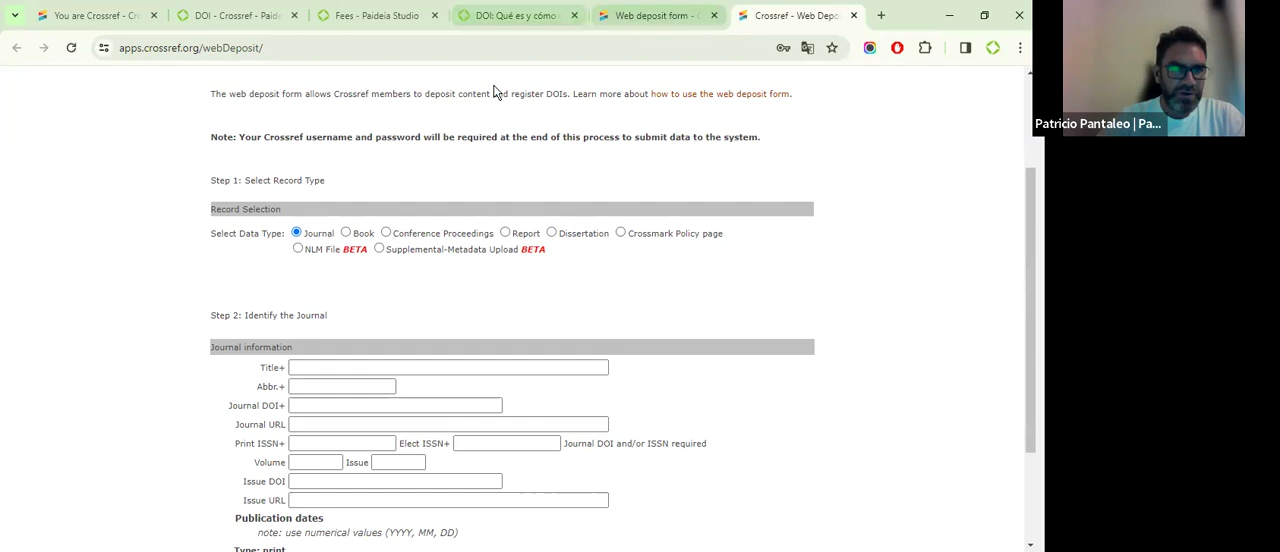 You are Crossref - Cr
DOI - Crossref - Paide
Fees - Paideia Studio
DOI: Qué es y cómo
Web deposit form - C
Crossref - Web Depo
apps.crossref.org/webDeposit/
Patricio Pantaleo | Pa...
The web deposit form allows Crossref members to deposit content and register DOIs. Learn more about how to use the web deposit form.
Note: Your Crossref username and password will be required at the end of this process to submit data to the system.
Step 1: Select Record Type
Record Selection
Select Data Type: Journal Book Conference Proceedings Report Dissertation Crossmark Policy page
NLM File BETA Supplemental-Metadata Upload BETA
Step 2: Identify the Journal
Journal information
Title+
Abbr.+
Journal DOI+
Journal URL
Print ISSN+ Elect ISSN+ Journal DOI and/or ISSN required
Volume Issue
Issue DOI
Issue URL
Publication dates
note: use numerical values (YYYY, MM, DD)
Type: print